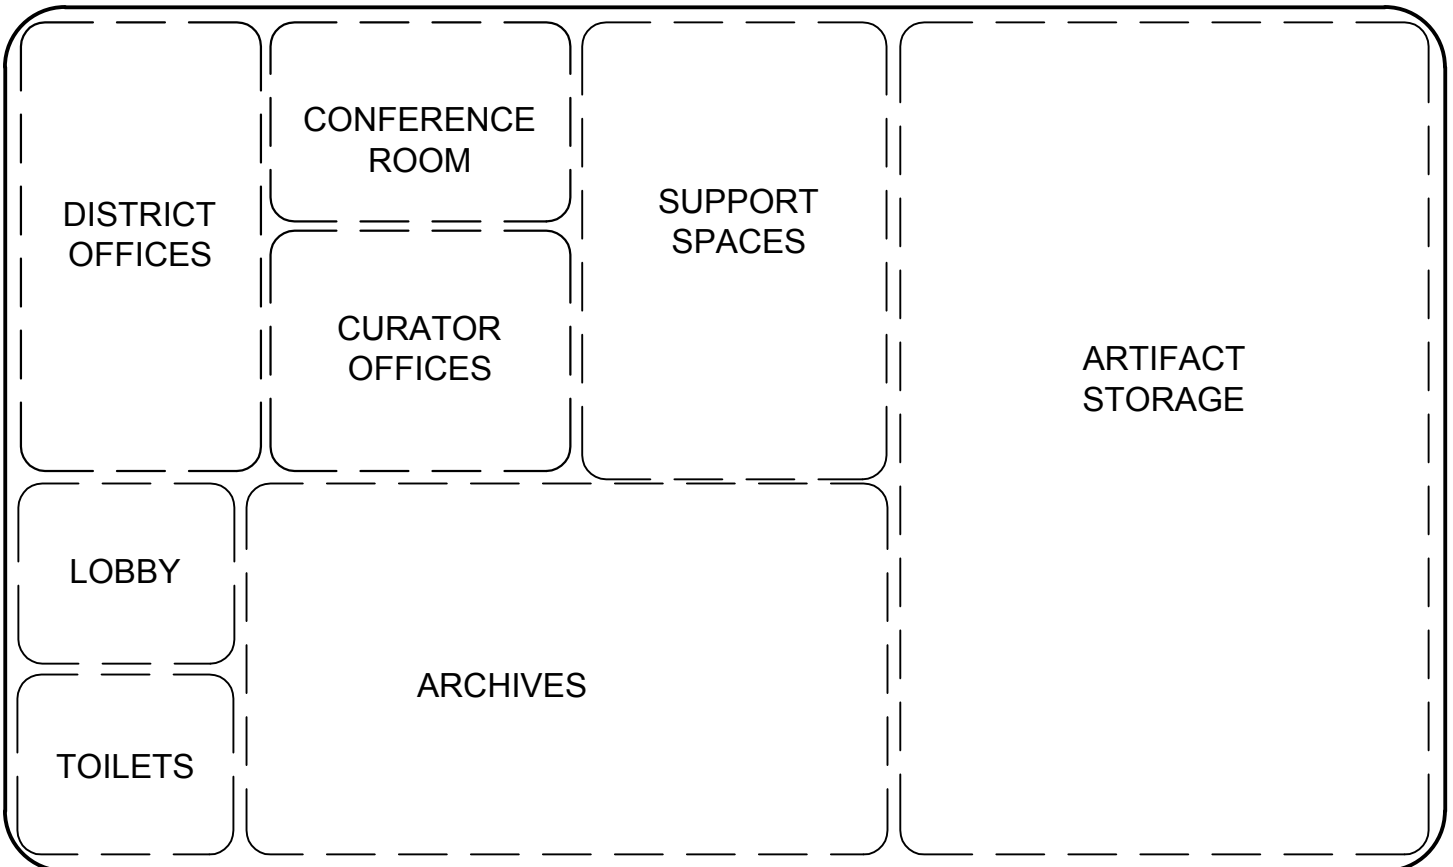 CONFERENCE
ROOM
DISTRICT
OFFICES
SUPPORT
SPACES
CURATOR
OFFICES
ARTIFACT
STORAGE
LOBBY
ARCHIVES
TOILETS